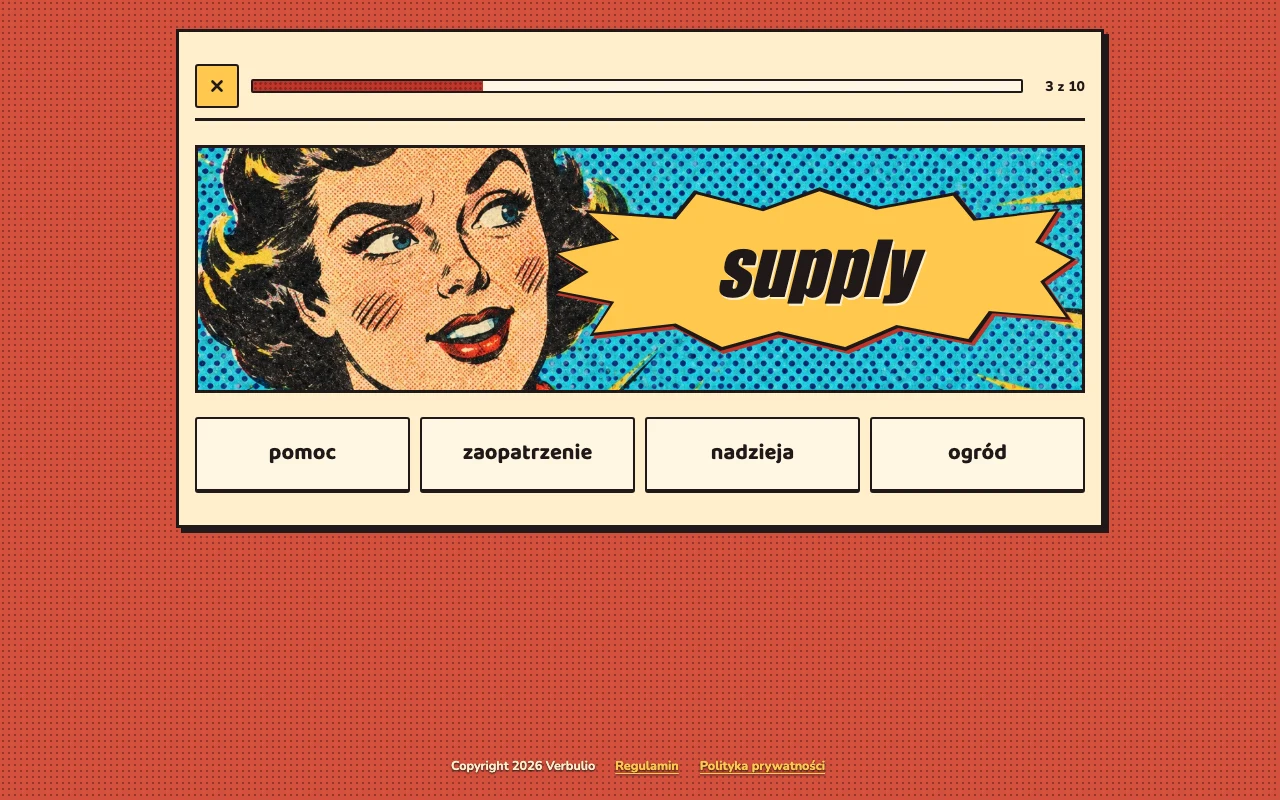 ✕
3 z 10
supply
pomoc
zaopatrzenie
nadzieja
ogród
Copyright 2026 Verbulio Regulamin Polityka prywatności